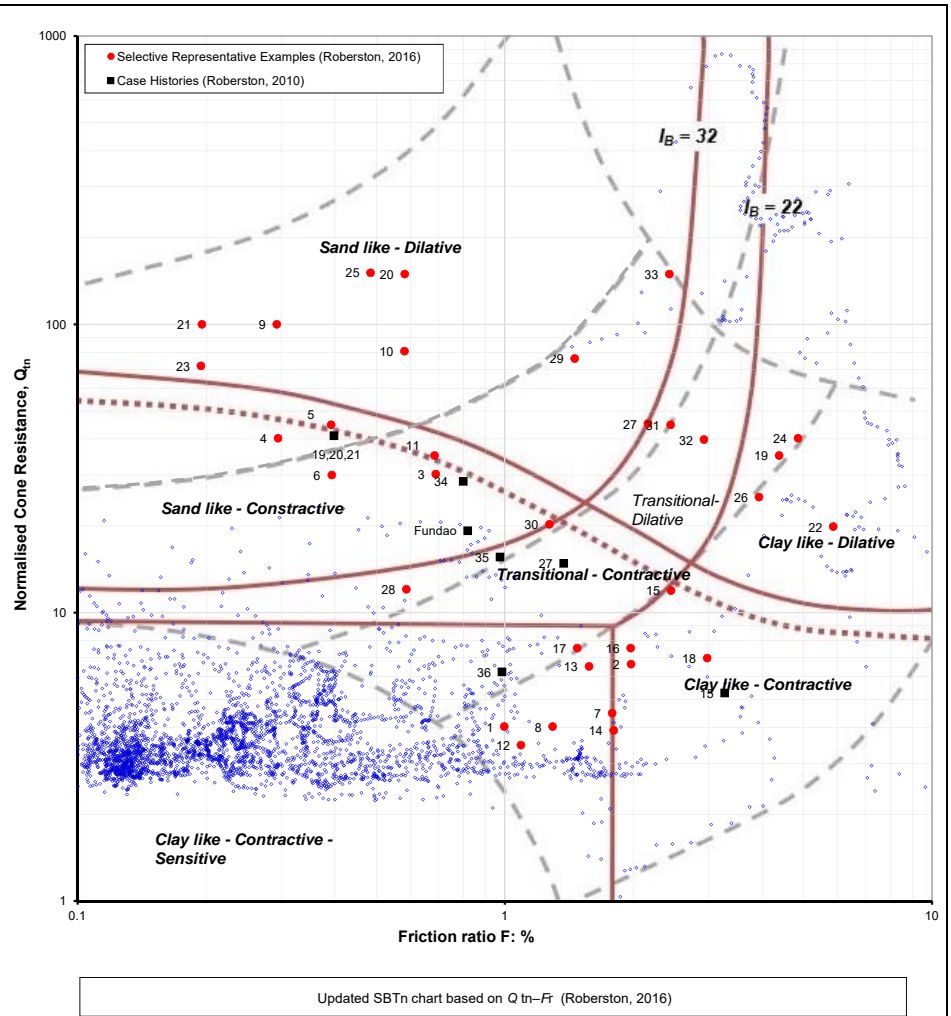 1000
Selective Representative Examples (Roberston, 2016)
Case Histories (Roberston, 2010)
I_B = 32
I_B = 22
Sand like - Dilative
25
20
33
21
9
100
23
10
29
5
4
19,20,21
11
27
31
32
24
6
3
34
19
Sand like - Constractive
26
Transitional-
Dilative
Fundao
30
22
Clay like - Dilative
35
27
Transitional - Contractive
28
15
10
17
16
13
2
18
36
Clay like - Contractive
15
7
1
8
14
12
Clay like - Contractive -
Sensitive
1
0.1
1
10
Normalised Cone Resistance, Qtn
Friction ratio F: %
Updated SBTn chart based on Q tn–Fr (Roberston, 2016)